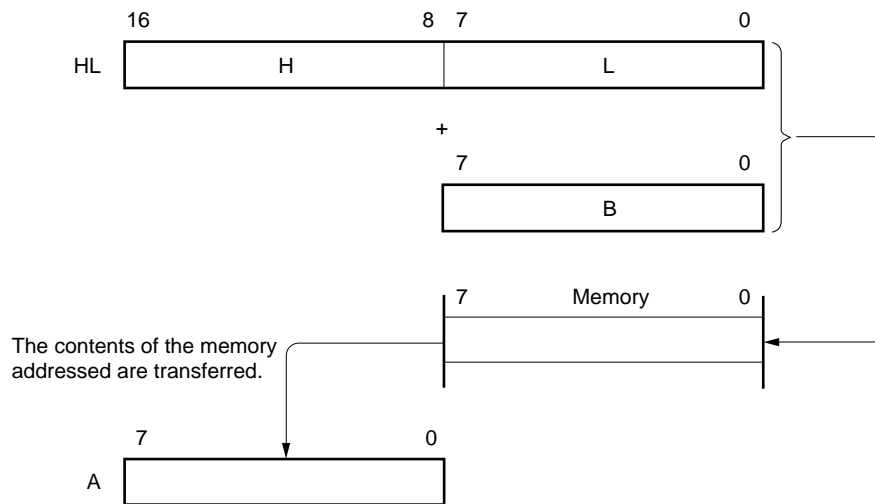 16 8 7 0
HL H L
+
7 0
B
7 Memory 0
The contents of the memory
addressed are transferred.
7 0
A